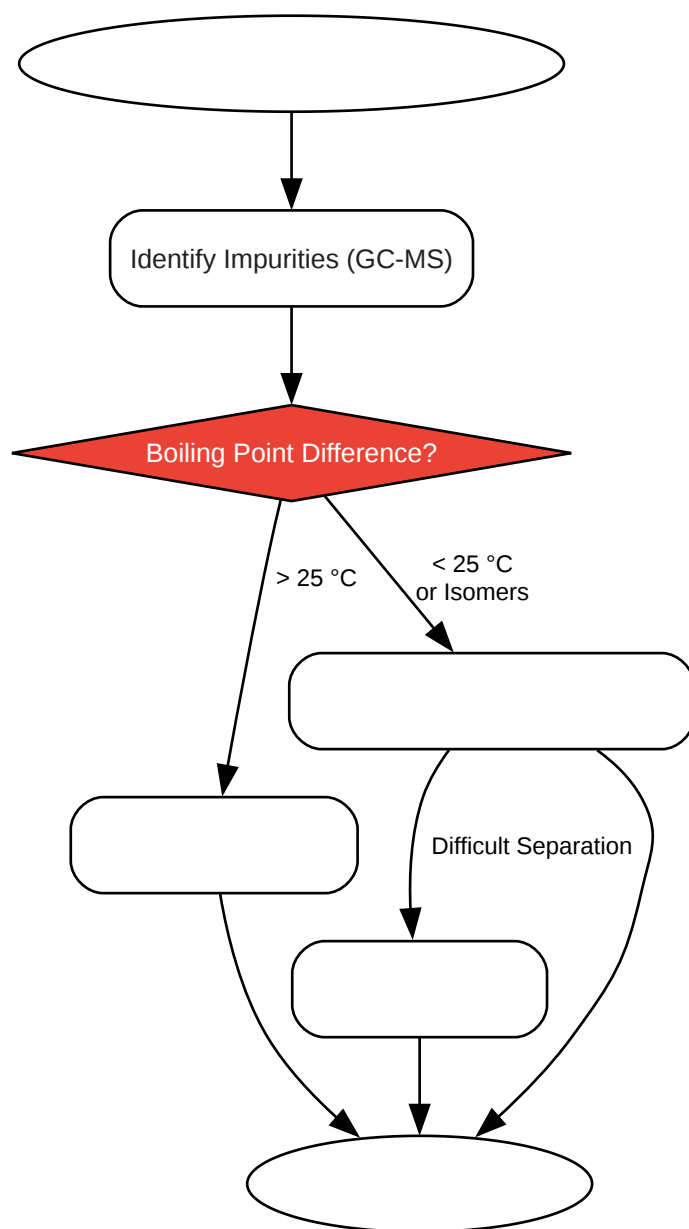 Identify Impurities (GC-MS)
Boiling Point Difference?
> 25 °C
< 25 °C
or Isomers
Difficult Separation